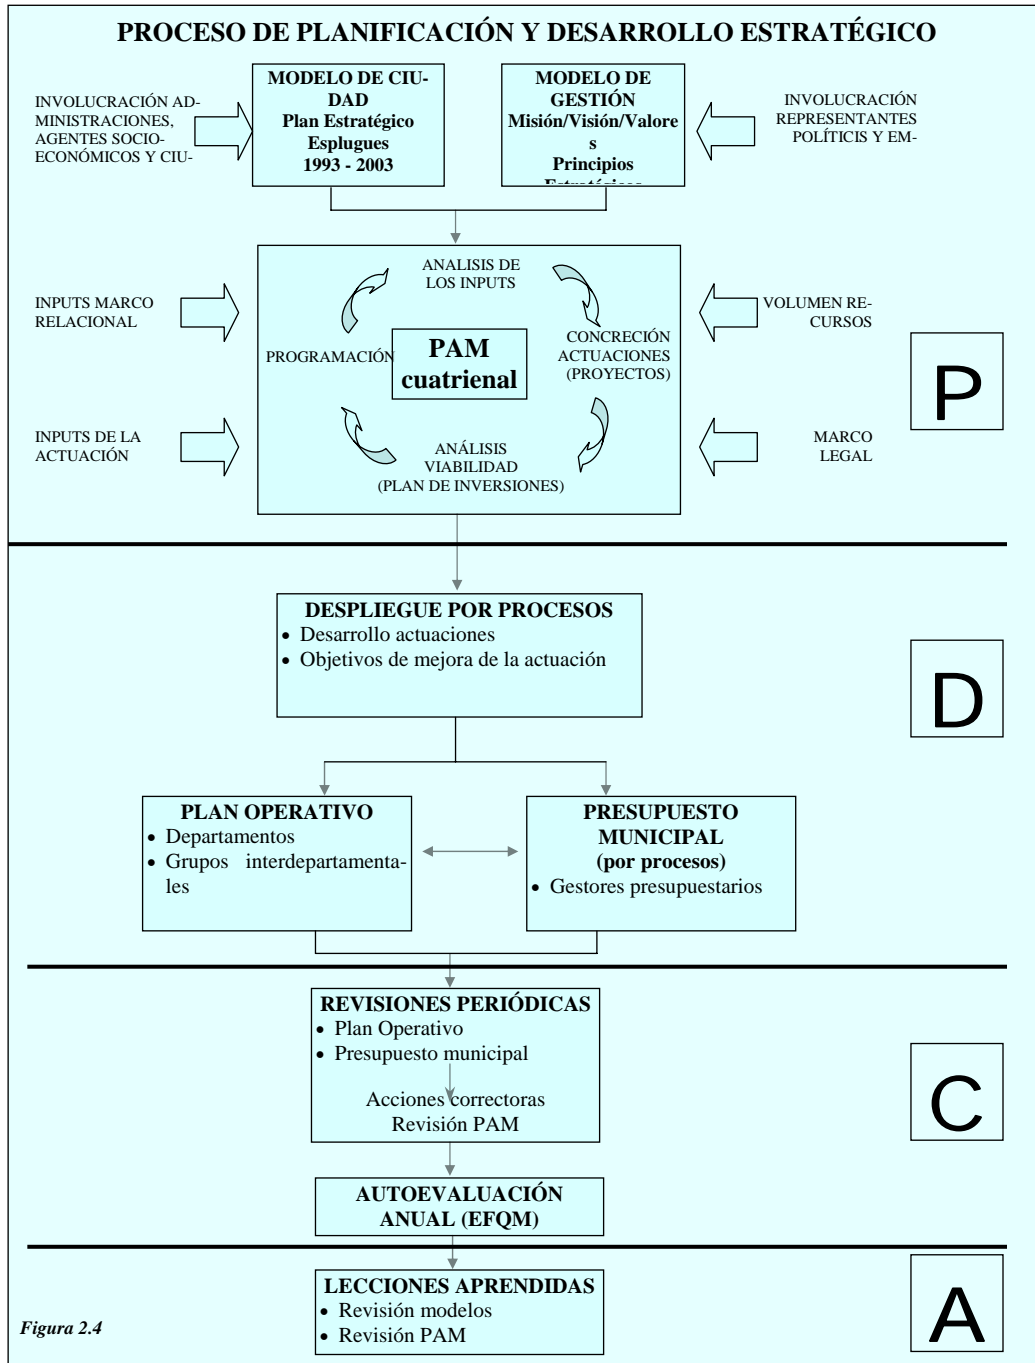 PROCESO DE PLANIFICACIÓN Y DESARROLLO ESTRATÉGICO
INVOLUCRACIÓN AD-
MINISTRACIONES,
AGENTES SOCIO-
ECONÓMICOS Y CIU-
MODELO DE CIU-
DAD
Plan Estratégico
Esplugues
1993 - 2003
MODELO DE
GESTIÓN
Misión/Visión/Valore
s
Principios
Estratégicos
INVOLUCRACIÓN
REPRESENTANTES
POLÍTICIS Y EM-
INPUTS MARCO
RELACIONAL
INPUTS DE LA
ACTUACIÓN
ANALISIS DE
LOS INPUTS
PROGRAMACIÓN
PAM
cuatrienal
CONCRECIÓN
ACTUACIONES
(PROYECTOS)
ANÁLISIS
VIABILIDAD
(PLAN DE INVERSIONES)
VOLUMEN RE-
CURSOS
MARCO
LEGAL
P
DESPLIEGUE POR PROCESOS
• Desarrollo actuaciones
• Objetivos de mejora de la actuación
D
PLAN OPERATIVO
• Departamentos
• Grupos interdepartamenta-
les
PRESUPUESTO
MUNICIPAL
(por procesos)
• Gestores presupuestarios
REVISIONES PERIÓDICAS
• Plan Operativo
• Presupuesto municipal
Acciones correctoras
Revisión PAM
C
AUTOEVALUACIÓN
ANUAL (EFQM)
LECCIONES APRENDIDAS
• Revisión modelos
• Revisión PAM
A
Figura 2.4